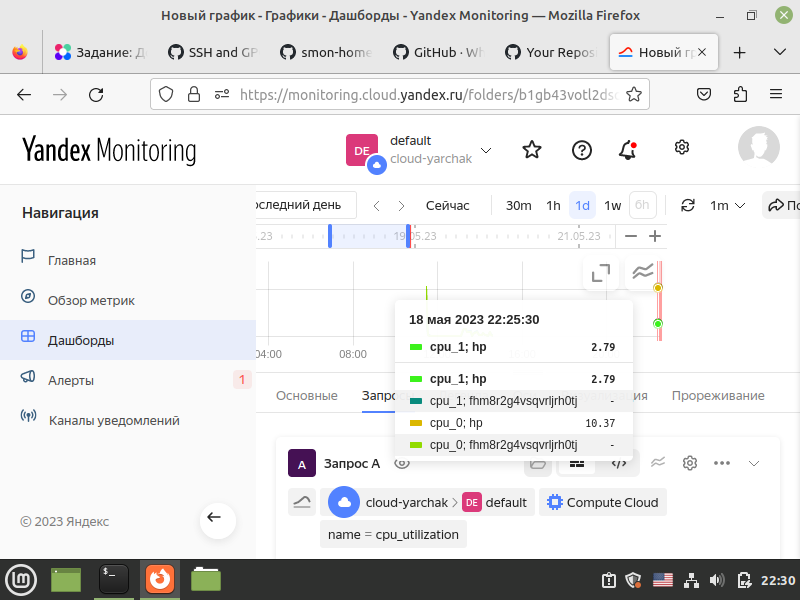 Новый график - Графики - Дашборды - Yandex Monitoring — Mozilla Firefox
Задание: Д
SSH and GP
smon-home
GitHub · Wh
Your Repos
Новый гр
https://monitoring.cloud.yandex.ru/folders/b1gb43votl2dsc
Yandex Monitoring
DE
default
cloud-yarchak
Навигация
Главная
Обзор метрик
Дашборды
Алерты
1
Каналы уведомлений
© 2023 Яндекс
оследний день
Сейчас
30m
1h
1d
1w
6h
1m
По
.23
19.05.23
21.05.23
04:00
08:00
18 мая 2023 22:25:30
cpu_1; hp 2.79
cpu_1; hp 2.79
cpu_1; fhm8r2g4vsqvrljrh0tj -
cpu_0; hp 10.37
cpu_0; fhm8r2g4vsqvrljrh0tj -
Основные
Запро
Прореживание
A
Запрос А
cloud-yarchak
DE
default
Compute Cloud
name = cpu_utilization
22:30